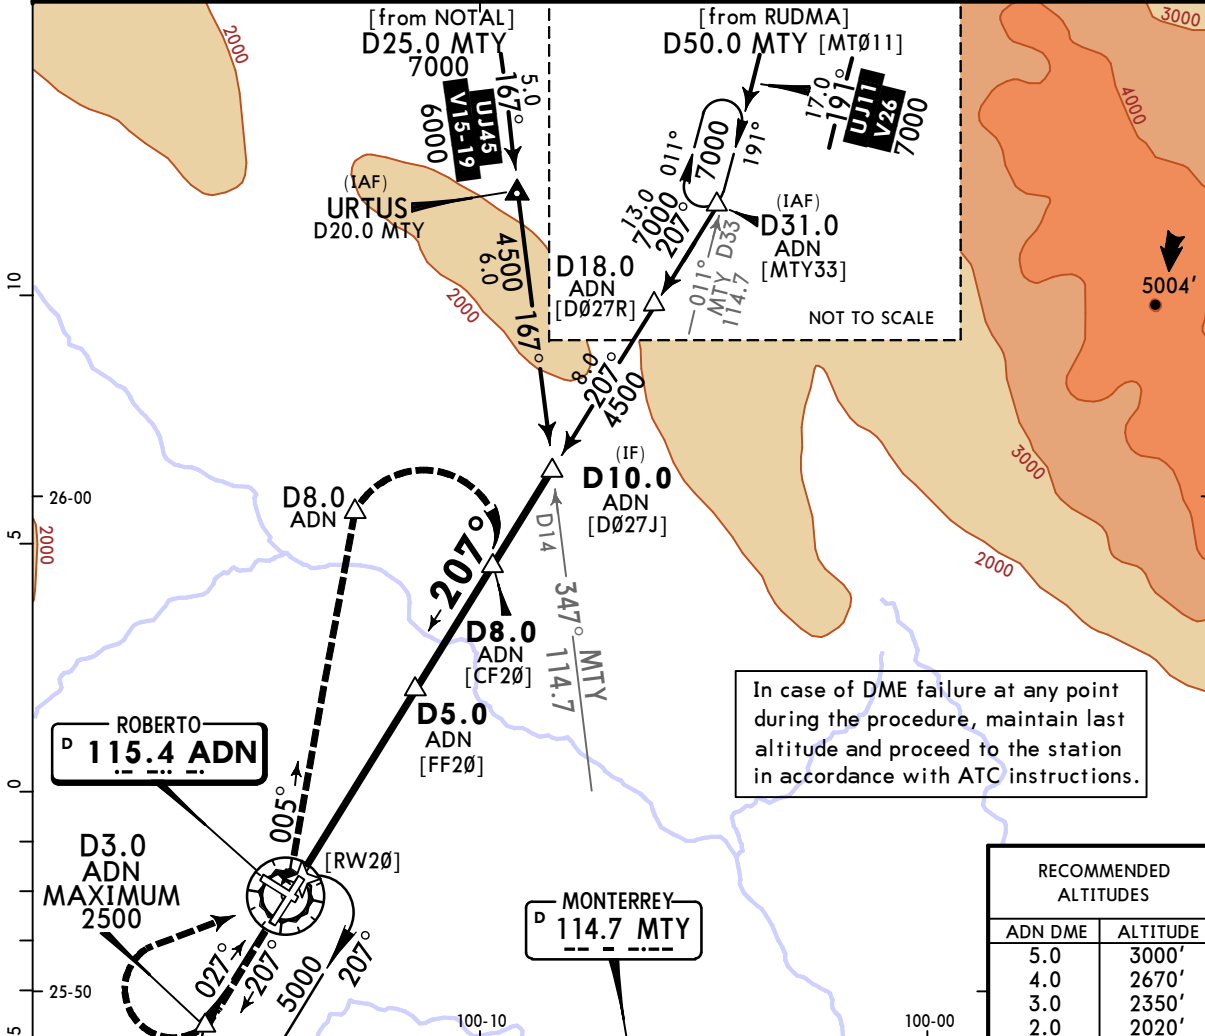 [from NOTAL]
D25.0 MTY
7000
5.0
167°
V15-19
UJ45
6000
(IAF)
URTUS
D20.0 MTY
4500
6.0
167°
[from RUDMA]
D50.0 MTY [MTØ11]
17.0
191°
UJ11
V26
7000
011°
7000
191°
13.0
7000
207°
(IAF)
D31.0
ADN
[MTY33]
D18.0
ADN
[DØ27R]
011°
MTY D33
114.7
NOT TO SCALE
8.0
207°
4500
(IF)
D10.0
ADN
[DØ27J]
D14
347° MTY
114.7
D8.0
ADN
207°
D8.0
ADN
[CF2Ø]
D5.0
ADN
[FF2Ø]
ROBERTO
D 115.4 ADN
005°
[RW2Ø]
D3.0
ADN
MAXIMUM
2500
027°
207°
5000
207°
MONTERREY
D 114.7 MTY
In case of DME failure at any point
during the procedure, maintain last
altitude and proceed to the station
in accordance with ATC instructions.
RECOMMENDED
ALTITUDES
ADN DME ALTITUDE
5.0 3000'
4.0 2670'
3.0 2350'
2.0 2020'
5004'
2000
3000
4000
2000
3000
2000
2000
10
26-00
5
0
25-50
5
100-10
100-00